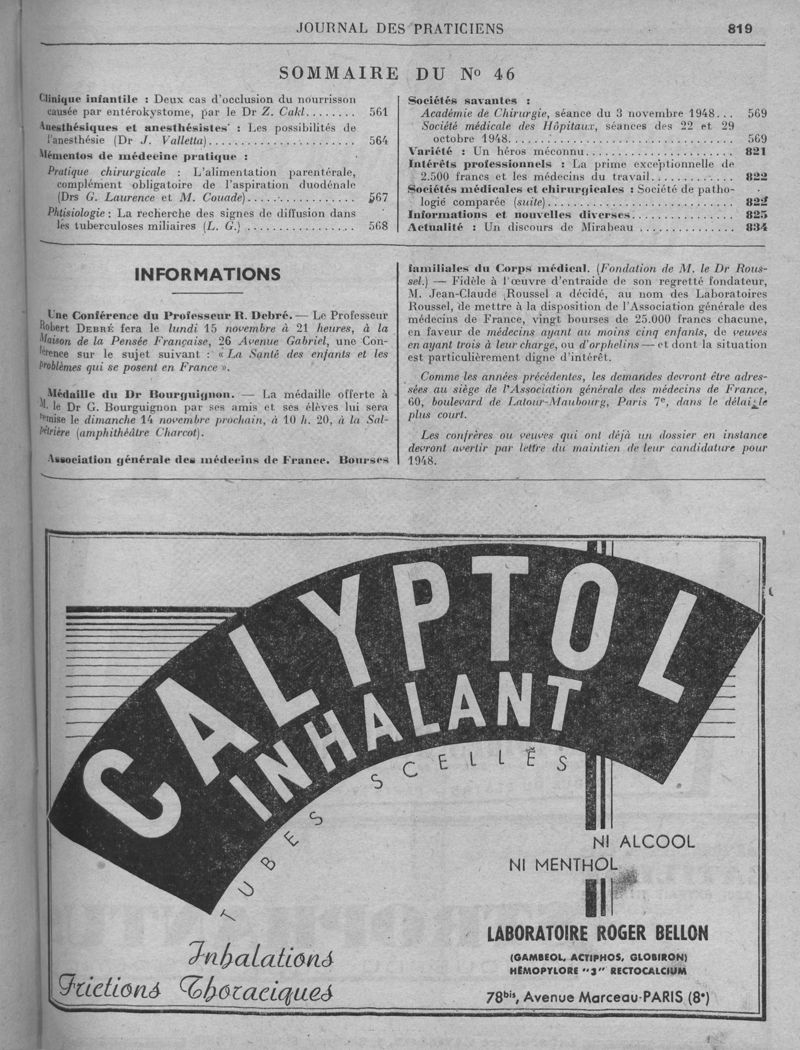 JOURNAL DES PRATICIENS 819
SOMMAIRE DU Nº 46
Clinique infantile : Deux cas d'occlusion du nourrisson
causée par entérokystome, par le Dr Z. Cakl........ 561
Anesthésiques et anesthésistes : Les possibilités de
l'anesthésie (Dr J. Valletta)........................ 564
Mémentos de médecine pratique :
Pratique chirurgicale : L'alimentation parentérale,
complément obligatoire de l'aspiration duodénale
(Drs G. Laurence et M. Couade)................ 567
Phtisiologie : La recherche des signes de diffusion dans
les tuberculoses miliaires (L. G.) ................ 568
Sociétés savantes :
Académie de Chirurgie, séance du 3 novembre 1948... 569
Société médicale des Hôpitaux, séances des 22 et 29
octobre 1948.................................... 569
Variété : Un héros méconnu........................ 821
Intérêts professionnels : La prime exceptionnelle de
2.500 francs et les médecins du travail............. 822
Sociétés médicales et chirurgicales : Société de patho-
logié comparée (suite)............................. 822
Informations et nouvelles diverses............... 825
Actualité : Un discours de Mirabeau .............. 834
INFORMATIONS
Une Conférence du Professeur R. Debré. — Le Professeur
Robert DEBRÉ fera le lundi 15 novembre à 21 heures, à la
Maison de la Pensée Française, 26 Avenue Gabriel, une Con-
férence sur le sujet suivant : « La Santé des enfants et les
problèmes qui se posent en France ».
Médaille du Dr Bourguignon. — La médaille offerte à
M. le Dr G. Bourguignon par ses amis et ses élèves lui sera
remise le dimanche 14 novembre prochain, à 10 h. 20, à la Sal-
pêtrière (amphithéâtre Charcot).
Association générale des médecins de France. Bourses
familiales du Corps médical. (Fondation de M. le Dr Rous-
sel.) — Fidèle à l'œuvre d'entraide de son regretté fondateur,
M. Jean-Claude Roussel a décidé, au nom des Laboratoires
Roussel, de mettre à la disposition de l'Association générale des
médecins de France, vingt bourses de 25.000 francs chacune,
en faveur de médecins ayant au moins cinq enfants, de veuves
en ayant trois à leur charge, ou d'orphelins — et dont la situation
est particulièrement digne d'intérêt.
Comme les années précédentes, les demandes devront être adres-
sées au siège de l'Association générale des médecins de France,
60, boulevard de Latour-Maubourg, Paris 7e, dans le délai le
plus court.
Les confrères ou veuves qui ont déjà un dossier en instance
devront avertir par lettre du maintien de leur candidature pour
1948.
CALYPTOL
INHALANT
TUBES SCELLÉS
NI ALCOOL
NI MENTHOL
Inhalations
Frictions Thoraciques
LABORATOIRE ROGER BELLON
(GAMBEOL, ACTIPHOS, GLOBIRON)
HÉMOPYLORE "3" RECTOCALCIUM
78bis, Avenue Marceau-PARIS (8e)